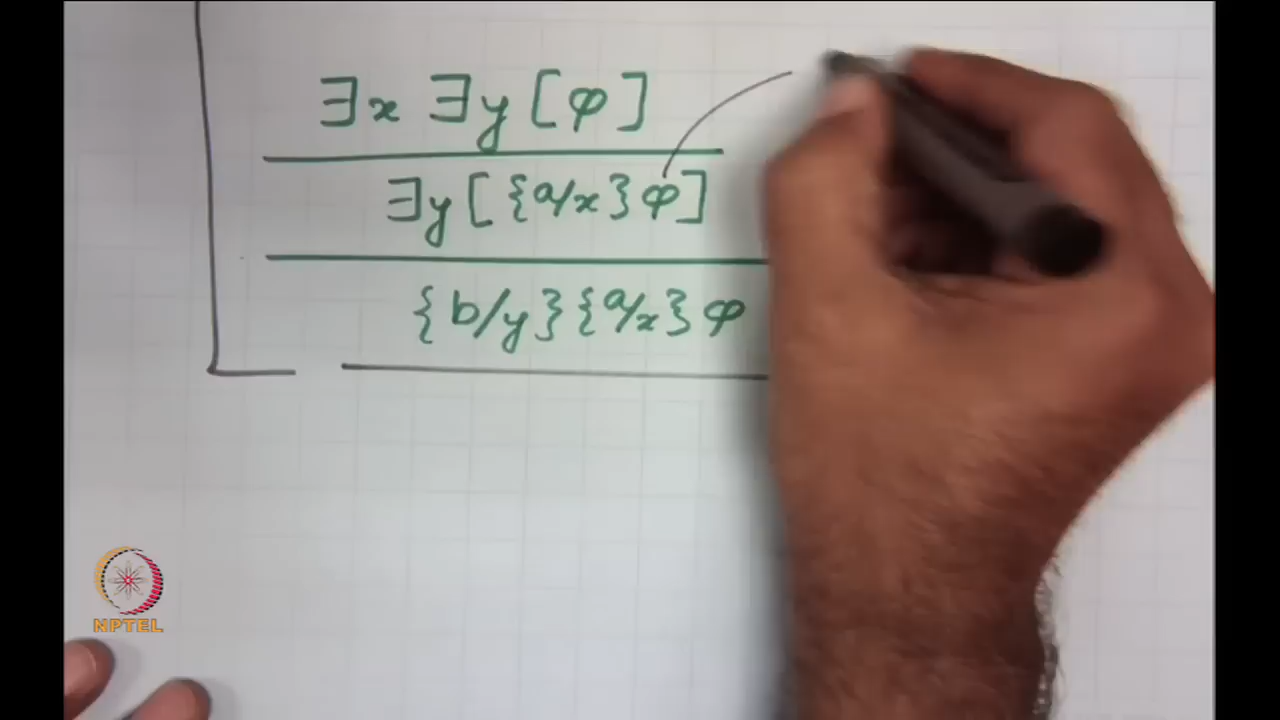 ∃x ∃y [φ]
∃y [{a/x}φ]
{b/y}{a/x}φ
NPTEL